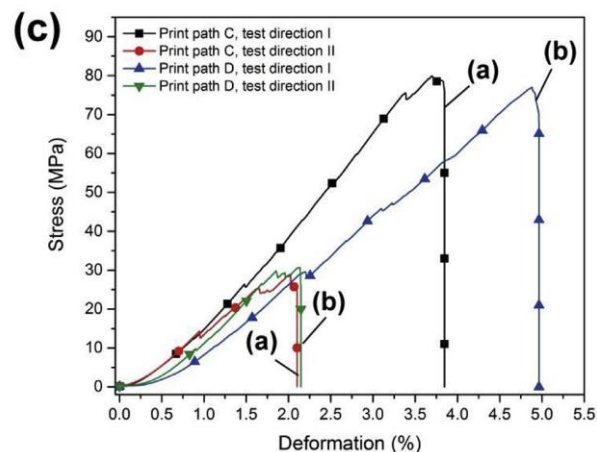 (c)
Print path C, test direction I
Print path C, test direction II
Print path D, test direction I
Print path D, test direction II
(a)
(b)
(a)
(b)
Stress (MPa)
90
80
70
60
50
40
30
20
10
0
0.0 0.5 1.0 1.5 2.0 2.5 3.0 3.5 4.0 4.5 5.0 5.5
Deformation (%)